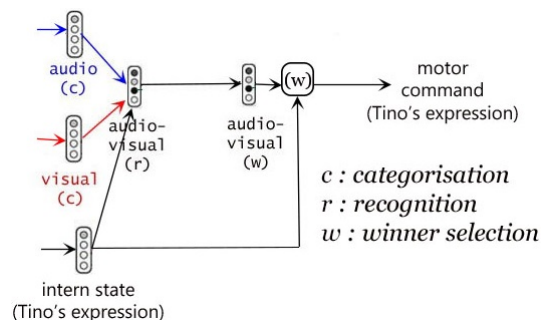 audio
(c)
audio-
visual
(r)
audio-
visual
(w)
(w)
motor
command
(Tino's expression)
visual
(c)
c : categorisation
r : recognition
w : winner selection
intern state
(Tino's expression)